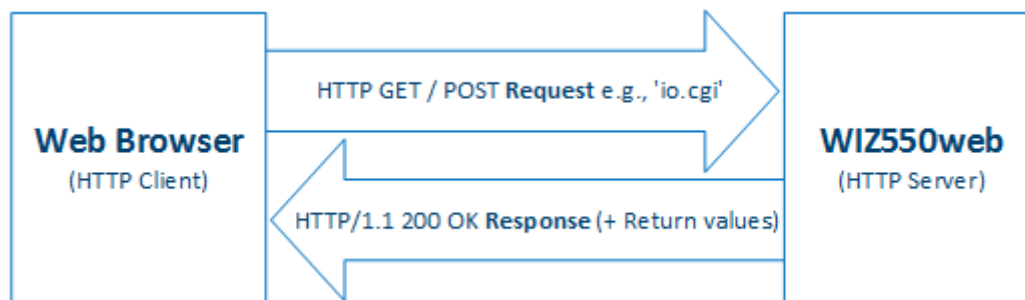 HTTP GET / POST Request e.g., 'io.cgi'
Web Browser
(HTTP Client)
WIZ550web
(HTTP Server)
HTTP/1.1 200 OK Response (+ Return values)